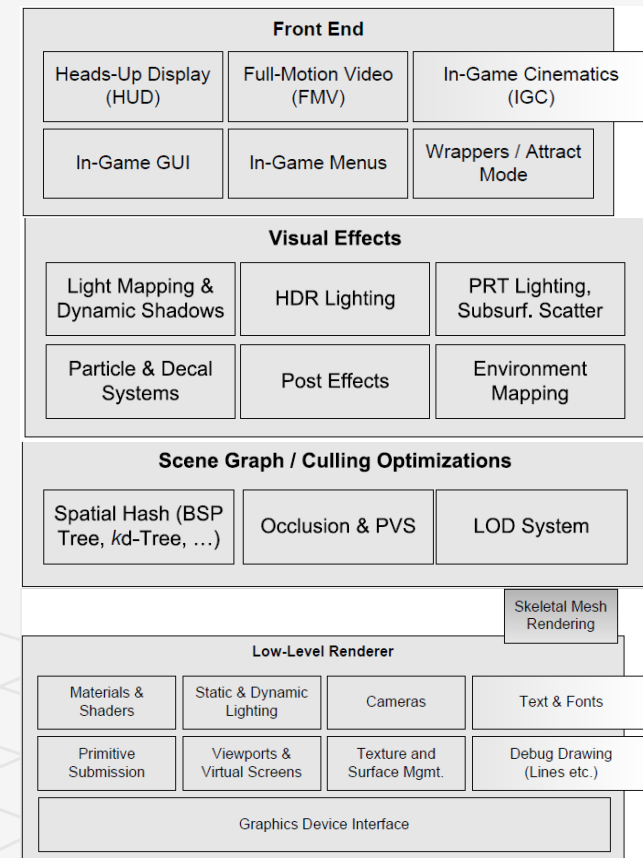 Front End
Heads-Up Display
(HUD)
Full-Motion Video
(FMV)
In-Game Cinematics
(IGC)
In-Game GUI
In-Game Menus
Wrappers / Attract
Mode
Visual Effects
Light Mapping &
Dynamic Shadows
HDR Lighting
PRT Lighting,
Subsurf. Scatter
Particle & Decal
Systems
Post Effects
Environment
Mapping
Scene Graph / Culling Optimizations
Spatial Hash (BSP
Tree, kd-Tree, …)
Occlusion & PVS
LOD System
Skeletal Mesh
Rendering
Low-Level Renderer
Materials &
Shaders
Static & Dynamic
Lighting
Cameras
Text & Fonts
Primitive
Submission
Viewports &
Virtual Screens
Texture and
Surface Mgmt.
Debug Drawing
(Lines etc.)
Graphics Device Interface